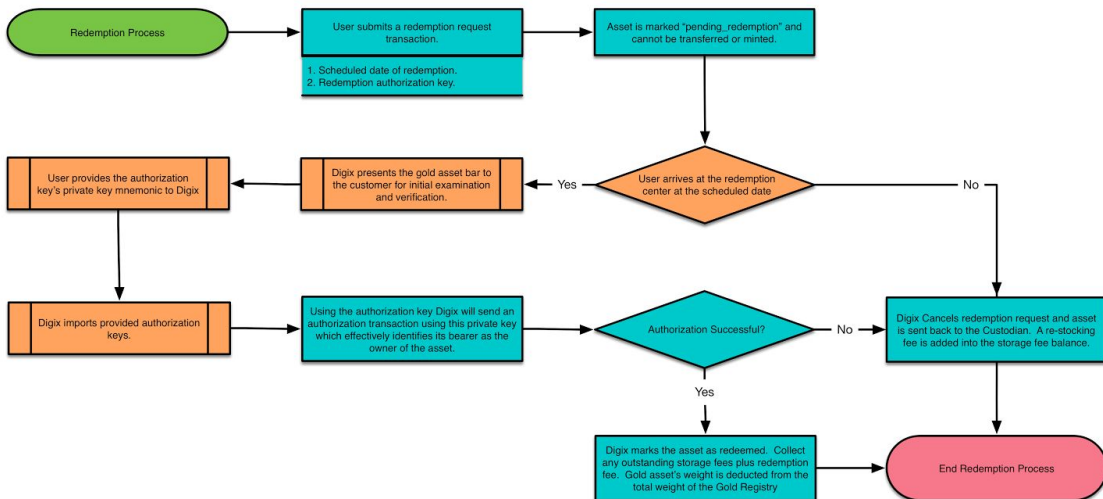 Redemption Process
User submits a redemption request
transaction.
1. Scheduled date of redemption.
2. Redemption authorization key.
Asset is marked “pending_redemption” and
cannot be transferred or minted.
User arrives at the redemption
center at the scheduled date
Yes
No
Digix presents the gold asset bar to
the customer for initial examination
and verification.
User provides the authorization
key’s private key mnemonic to Digix
Digix imports provided authorization
keys.
Using the authorization key Digix will send an
authorization transaction using this private key
which effectively identifies its bearer as the
owner of the asset.
Authorization Successful?
No
Yes
Digix Cancels redemption request and asset
is sent back to the Custodian.  A re-stocking
fee is added into the storage fee balance.
Digix marks the asset as redeemed.  Collect
any outstanding storage fees plus redemption
fee.  Gold asset’s weight is deducted from the
total weight of the Gold Registry
End Redemption Process